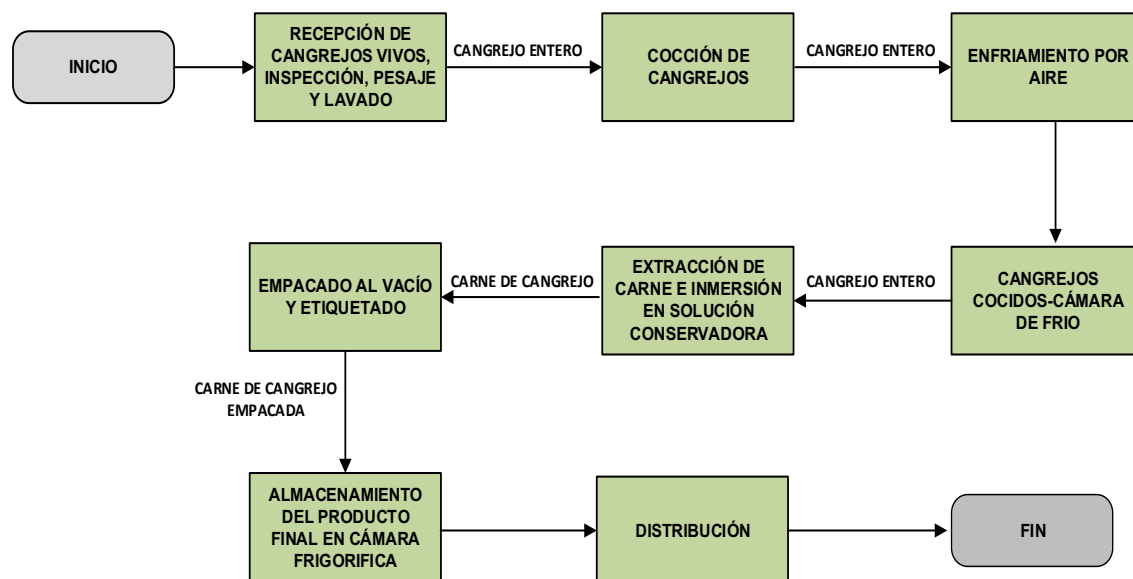 INICIO
RECEPCIÓN DE
CANGREJOS VIVOS,
INSPECCIÓN, PESAJE
Y LAVADO
CANGREJO ENTERO
COCCIÓN DE
CANGREJOS
CANGREJO ENTERO
ENFRIAMIENTO POR
AIRE
CANGREJOS
COCIDOS-CÁMARA
DE FRIO
CANGREJO ENTERO
EXTRACCIÓN DE
CARNE E INMERSIÓN
EN SOLUCIÓN
CONSERVADORA
CARNE DE CANGREJO
EMPACADO AL VACÍO
Y ETIQUETADO
CARNE DE CANGREJO
EMPACADA
ALMACENAMIENTO
DEL PRODUCTO
FINAL EN CÁMARA
FRIGORIFICA
DISTRIBUCIÓN
FIN